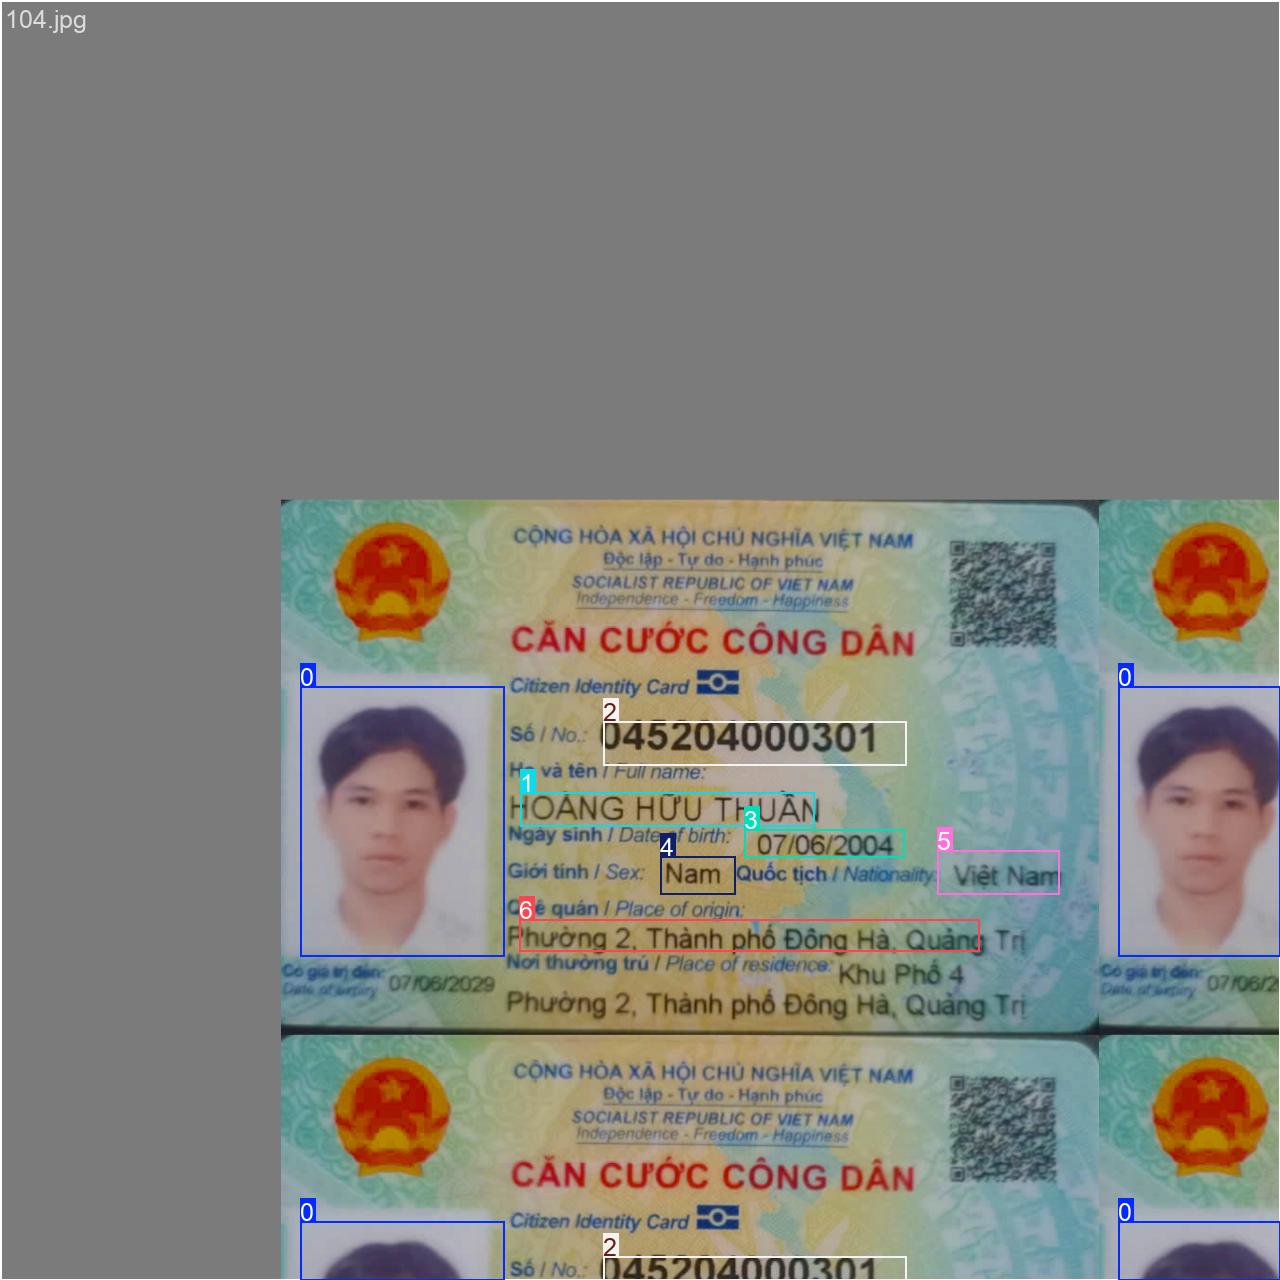 104.jpg
CỘNG HÒA XÃ HỘI CHỦ NGHĨA VIỆT NAM
Độc lập - Tự do - Hạnh phúc
SOCIALIST REPUBLIC OF VIET NAM
Independence - Freedom - Happiness
CĂN CƯỚC CÔNG DÂN
Citizen Identity Card
0
0
2
Số / No.: 045204000301
Họ và tên / Full name:
1
HOÀNG HỮU THUẦN
3
Ngày sinh / Date of birth: 07/06/2004
4
5
Giới tính / Sex: Nam Quốc tịch / Nationality: Việt Nam
6
Quê quán / Place of origin:
Phường 2, Thành phố Đông Hà, Quảng Trị
Nơi thường trú / Place of residence: Khu Phố 4
Phường 2, Thành phố Đông Hà, Quảng Trị
Có giá trị đến: 07/06/2029
Date of expiry
Có giá trị đến: 07/06/2
Date of expiry
CỘNG HÒA XÃ HỘI CHỦ NGHĨA VIỆT NAM
Độc lập - Tự do - Hạnh phúc
SOCIALIST REPUBLIC OF VIET NAM
Independence - Freedom - Happiness
CĂN CƯỚC CÔNG DÂN
Citizen Identity Card
0
0
2
Số / No.: 045204000301